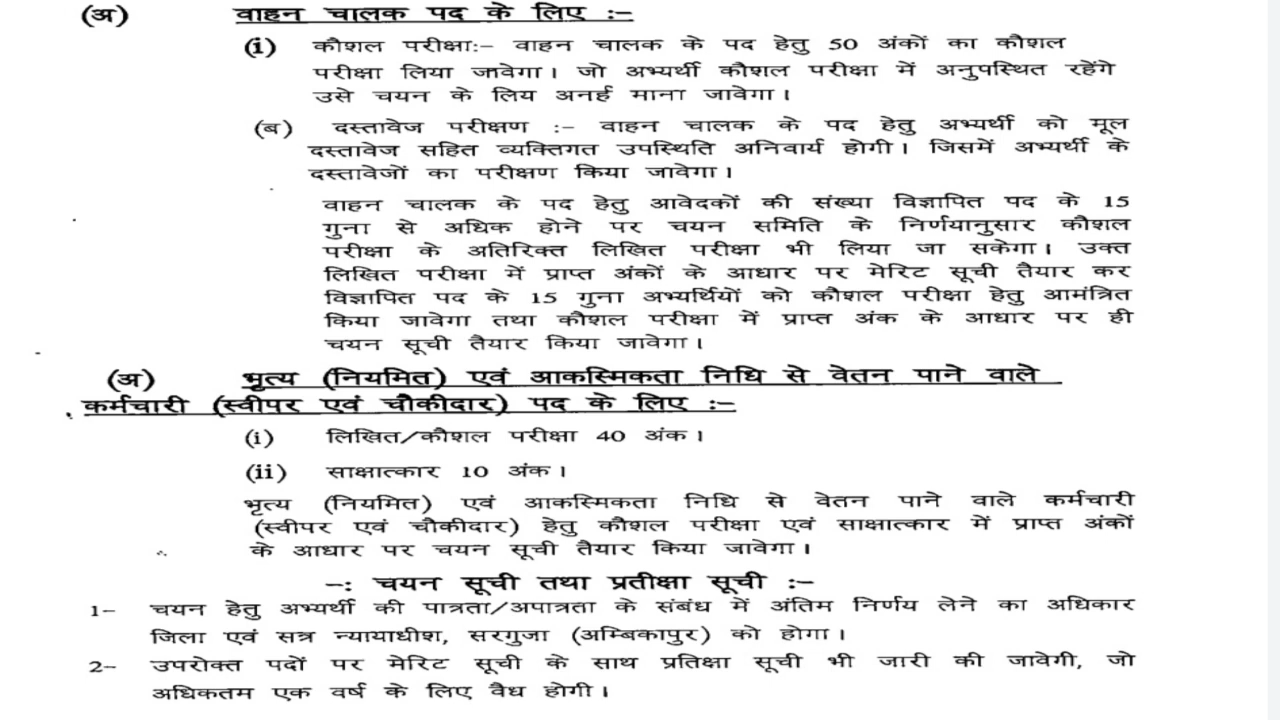 (अ) वाहन चालक पद के लिए :–
(i) कौशल परीक्षा:– वाहन चालक के पद हेतु 50 अंकों का कौशल
परीक्षा लिया जावेगा। जो अभ्यर्थी कौशल परीक्षा में अनुपस्थित रहेंगे
उसे चयन के लिय अनर्ह माना जावेगा।
(ब) दस्तावेज परीक्षण :– वाहन चालक के पद हेतु अभ्यर्थी को मूल
दस्तावेज सहित व्यक्तिगत उपस्थिति अनिवार्य होगी। जिसमें अभ्यर्थी के
दस्तावेजों का परीक्षण किया जावेगा।
वाहन चालक के पद हेतु आवेदकों की संख्या विज्ञापित पद के 15
गुना से अधिक होने पर चयन समिति के निर्णयानुसार कौशल
परीक्षा के अतिरिक्त लिखित परीक्षा भी लिया जा सकेगा। उक्त
लिखित परीक्षा में प्राप्त अंकों के आधार पर मेरिट सूची तैयार कर
विज्ञापित पद के 15 गुना अभ्यर्थियों को कौशल परीक्षा हेतु आमंत्रित
किया जावेगा तथा कौशल परीक्षा में प्राप्त अंक के आधार पर ही
चयन सूची तैयार किया जावेगा।
(अ) भृत्य (नियमित) एवं आकस्मिकता निधि से वेतन पाने वाले
कर्मचारी (स्वीपर एवं चौकीदार) पद के लिए :–
(i) लिखित/कौशल परीक्षा 40 अंक।
(ii) साक्षात्कार 10 अंक।
भृत्य (नियमित) एवं आकस्मिकता निधि से वेतन पाने वाले कर्मचारी
(स्वीपर एवं चौकीदार) हेतु कौशल परीक्षा एवं साक्षात्कार में प्राप्त अंकों
के आधार पर चयन सूची तैयार किया जावेगा।
–: चयन सूची तथा प्रतीक्षा सूची :–
1– चयन हेतु अभ्यर्थी की पात्रता/अपात्रता के संबंध में अंतिम निर्णय लेने का अधिकार
जिला एवं सत्र न्यायाधीश, सरगुजा (अम्बिकापुर) को होगा।
2– उपरोक्त पदों पर मेरिट सूची के साथ प्रतिक्षा सूची भी जारी की जावेगी, जो
अधिकतम एक वर्ष के लिए वैध होगी।